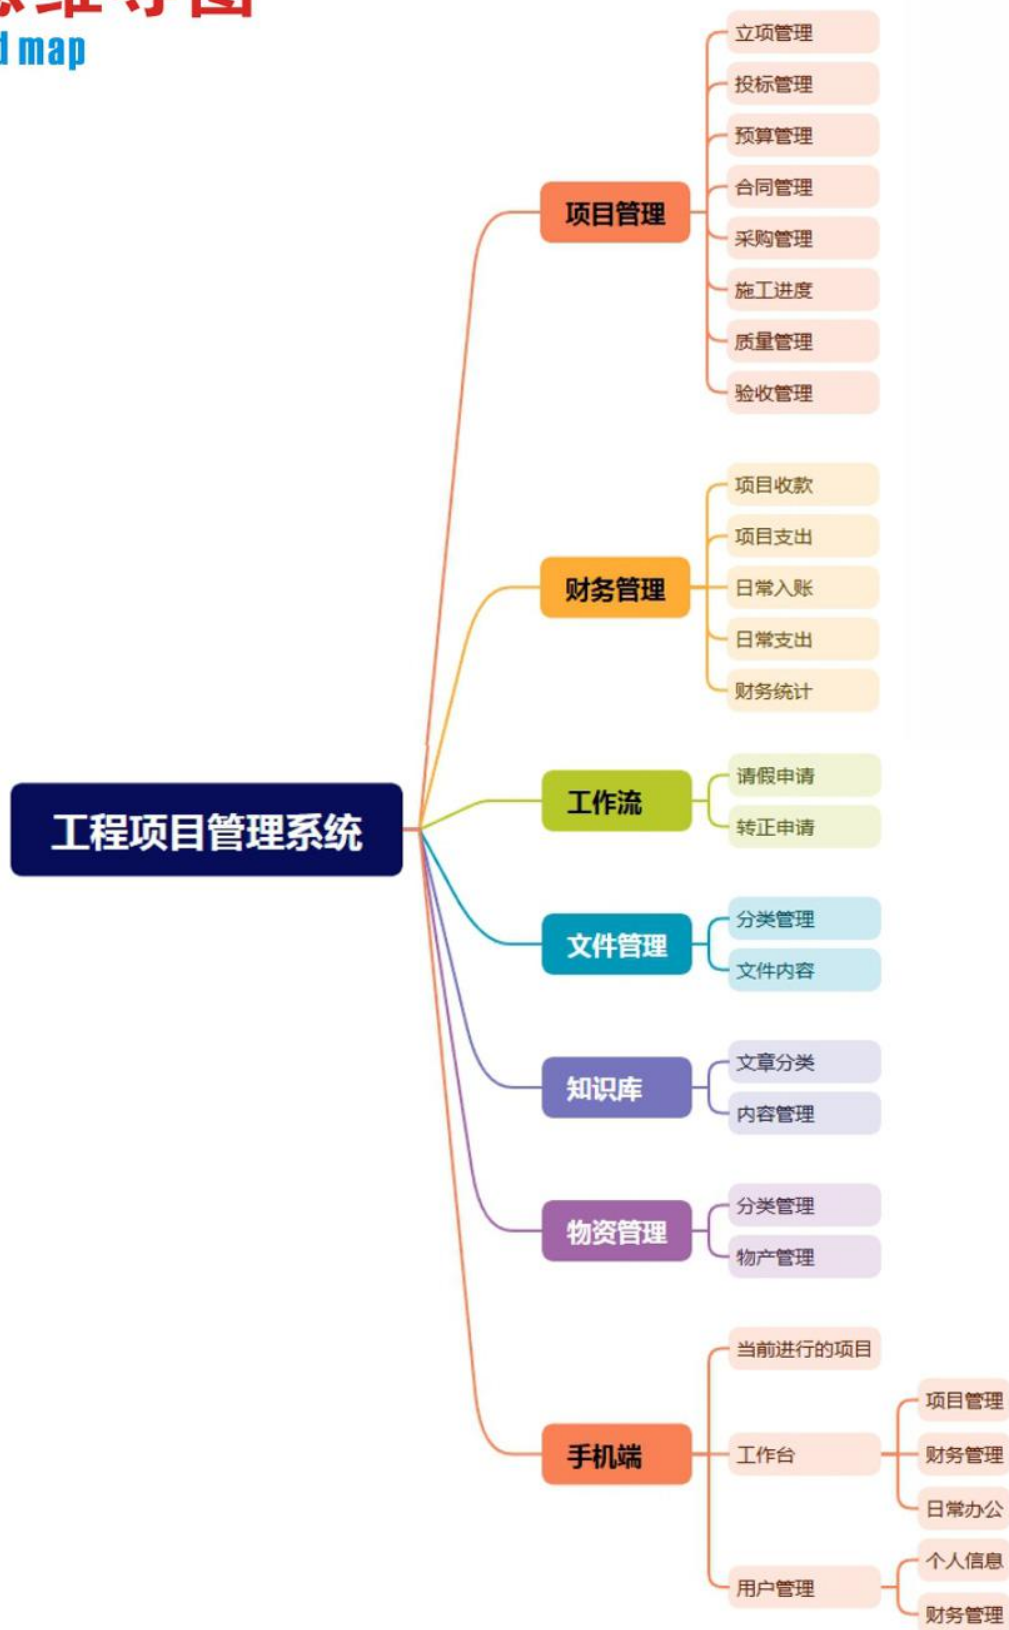 思维导图
d map
工程项目管理系统
项目管理
立项管理
投标管理
预算管理
合同管理
采购管理
施工进度
质量管理
验收管理
财务管理
项目收款
项目支出
日常入账
日常支出
财务统计
工作流
请假申请
转正申请
文件管理
分类管理
文件内容
知识库
文章分类
内容管理
物资管理
分类管理
物产管理
手机端
当前进行的项目
工作台
项目管理
财务管理
日常办公
用户管理
个人信息
财务管理